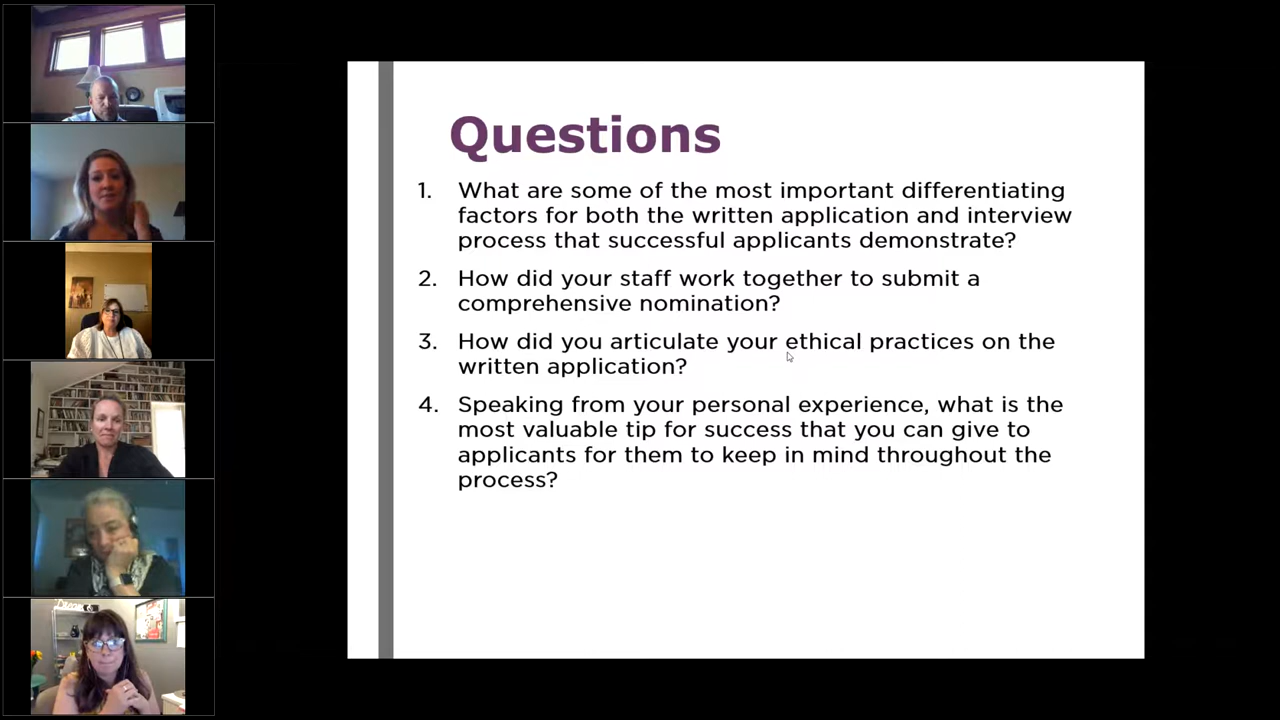 Questions
1. What are some of the most important differentiating
factors for both the written application and interview
process that successful applicants demonstrate?
2. How did your staff work together to submit a
comprehensive nomination?
3. How did you articulate your ethical practices on the
written application?
4. Speaking from your personal experience, what is the
most valuable tip for success that you can give to
applicants for them to keep in mind throughout the
process?